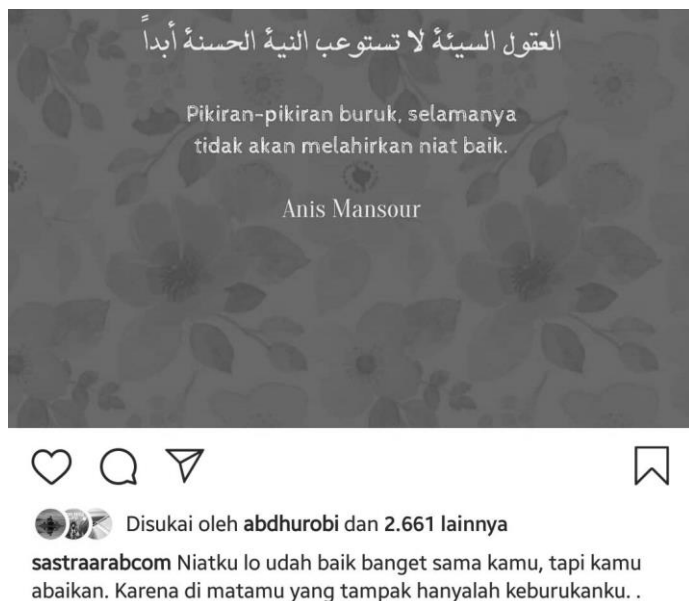 العقول السيئة لا تستوعب النية الحسنة أبداً
Pikiran-pikiran buruk, selamanya
tidak akan melahirkan niat baik.
Anis Mansour
Disukai oleh abdhurobi dan 2.661 lainnya
sastraarabcom Niatku lo udah baik banget sama kamu, tapi kamu
abaikan. Karena di matamu yang tampak hanyalah keburukanku. .